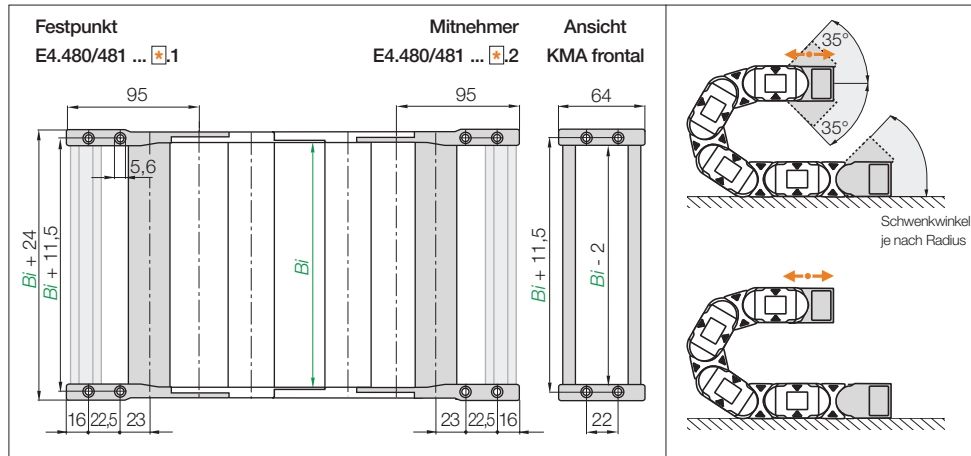 Festpunkt
E4.480/481 ... *.1
Mitnehmer
E4.480/481 ... *.2
Ansicht
KMA frontal
95
95
64
5,6
Bi + 24
Bi + 11,5
Bi
Bi + 11,5
Bi - 2
16
22,5
23
23
22,5
16
22
35°
35°
Schwenkwinkel
je nach Radius